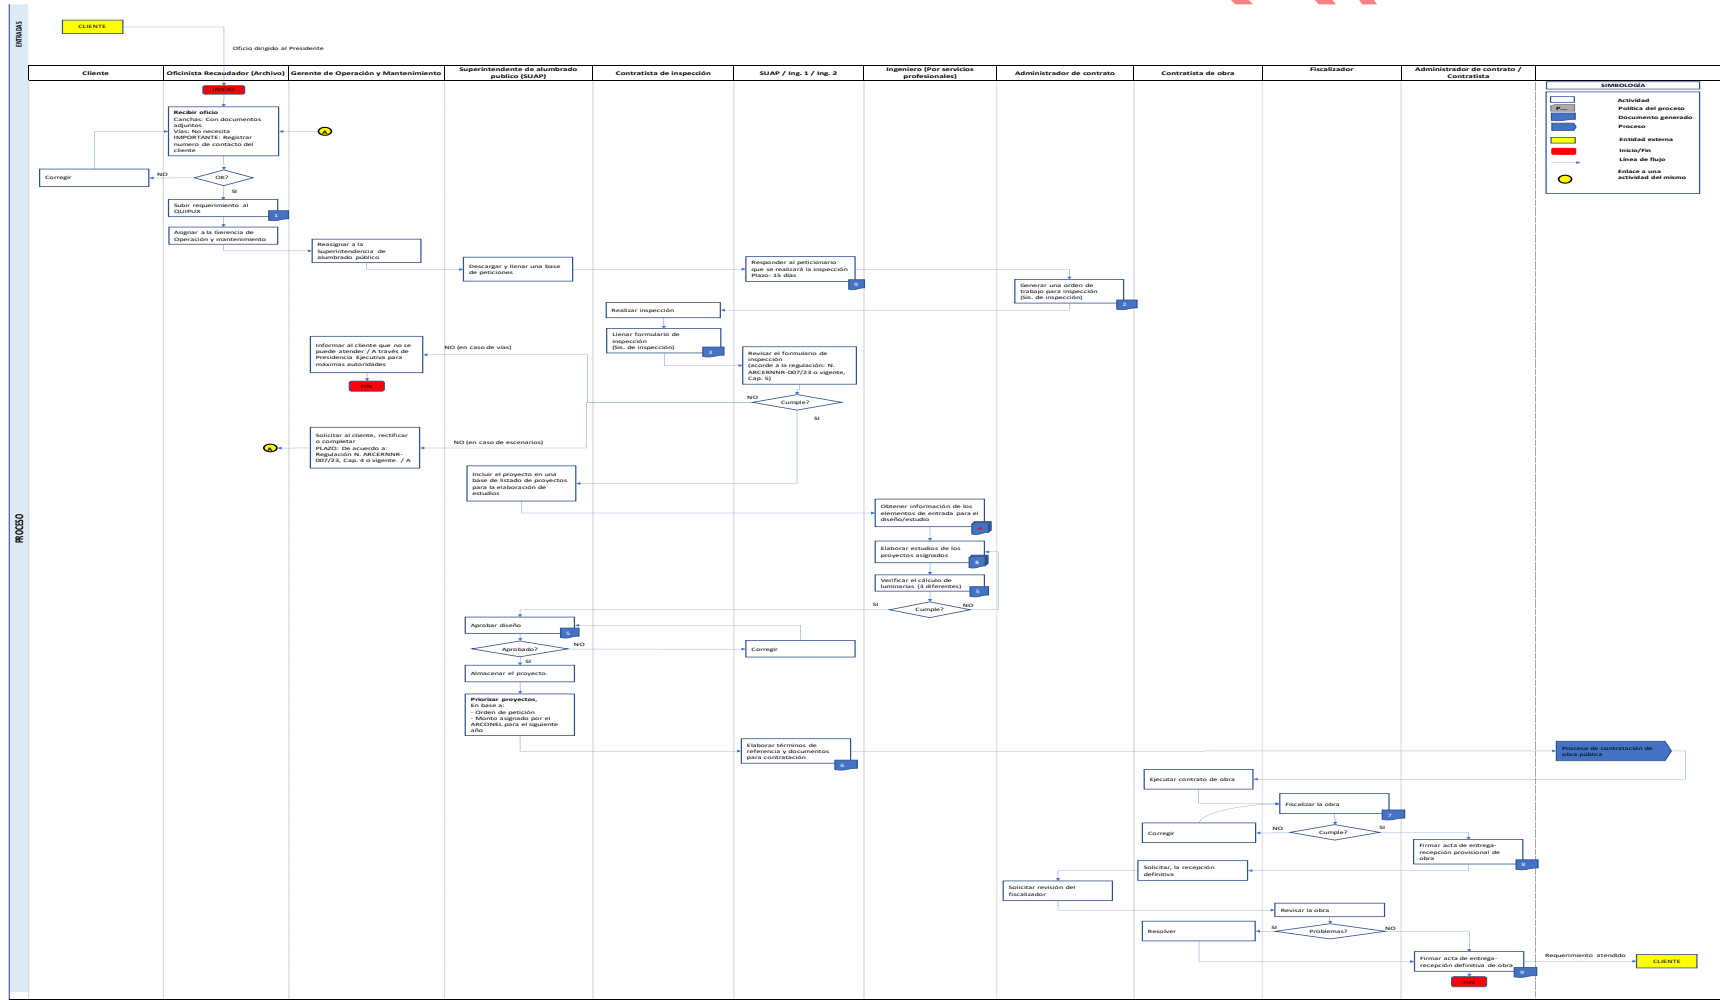 ENTRADAS
CLIENTE
Oficio dirigido al Presidente
Cliente
Oficinista Recaudador (Archivo)
Gerente de Operación y Mantenimiento
Superintendente de alumbrado
publico (SUAP)
Contratista de inspección
SUAP / Ing. 1 / Ing. 2
Ingeniero (Por servicios
profesionales)
Administrador de contrato
Contratista de obra
Fiscalizador
Administrador de contrato /
Contratista
SIMBOLOGÍA
Actividad
P...
Política del proceso
Documento generado
Proceso
Entidad externa
Inicio/Fin
Línea de flujo
Enlace a una
actividad del mismo
PROCESO
INICIO
Recibir oficio
Canchas: Con documentos
adjuntos
Vías: No necesita
IMPORTANTE: Registrar
numero de contacto del
cliente
A
Corregir
NO
OK?
SI
Subir requerimiento al
QUIPUX
1
Asignar a la Gerencia de
Operación y mantenimiento
Reasignar a la
Superintendencia de
alumbrado público
Descargar y llenar una base
de peticiones
Responder al peticionario
que se realizará la inspección
Plazo: 15 días
Generar una orden de
trabajo para inspección
(Sis. de inspección)
2
Realizar inspección
Llenar formulario de
inspección
(Sis. de inspección)
3
Informar al cliente que no se
puede atender / A través de
Presidencia Ejecutiva para
máximas autoridades
NO (en caso de vías)
FIN
Revisar el formulario de
inspección
(acorde a la regulación: N.
ARCERNNR-007/23 o vigente,
Cap. 5)
NO
Cumple?
SI
A
Solicitar al cliente, rectificar
o completar
PLAZO: De acuerdo a:
Regulación N. ARCERNNR-
007/23, Cap. 4 o vigente. / A
NO (en caso de escenarios)
Incluir el proyecto en una
base de listado de proyectos
para la elaboración de
estudios
Obtener información de los
elementos de entrada para el
diseño/estudio
Elaborar estudios de los
proyectos asignados
5
Verificar el cálculo de
luminarias (3 diferentes)
5
SI
Cumple?
NO
Aprobar diseño
5
Aprobado?
NO
SI
Corregir
Almacenar el proyecto.
Priorizar proyectos,
En base a:
- Orden de petición
- Monto asignado por el
ARCONEs para el siguiente
año
Elaborar términos de
referencia y documentos
para contratación
6
Proceso de contratación de
obra pública
Ejecutar contrato de obra
Fiscalizar la obra
7
Corregir
NO
Cumple?
SI
Firmar acta de entrega-
recepción provisional de
obra
8
Solicitar, la recepción
definitiva
Solicitar revisión del
fiscalizador
Revisar la obra
Resolver
SI
Problemas?
NO
Firmar acta de entrega-
recepción definitiva de obra
9
Requerimiento atendido
CLIENTE
FIN